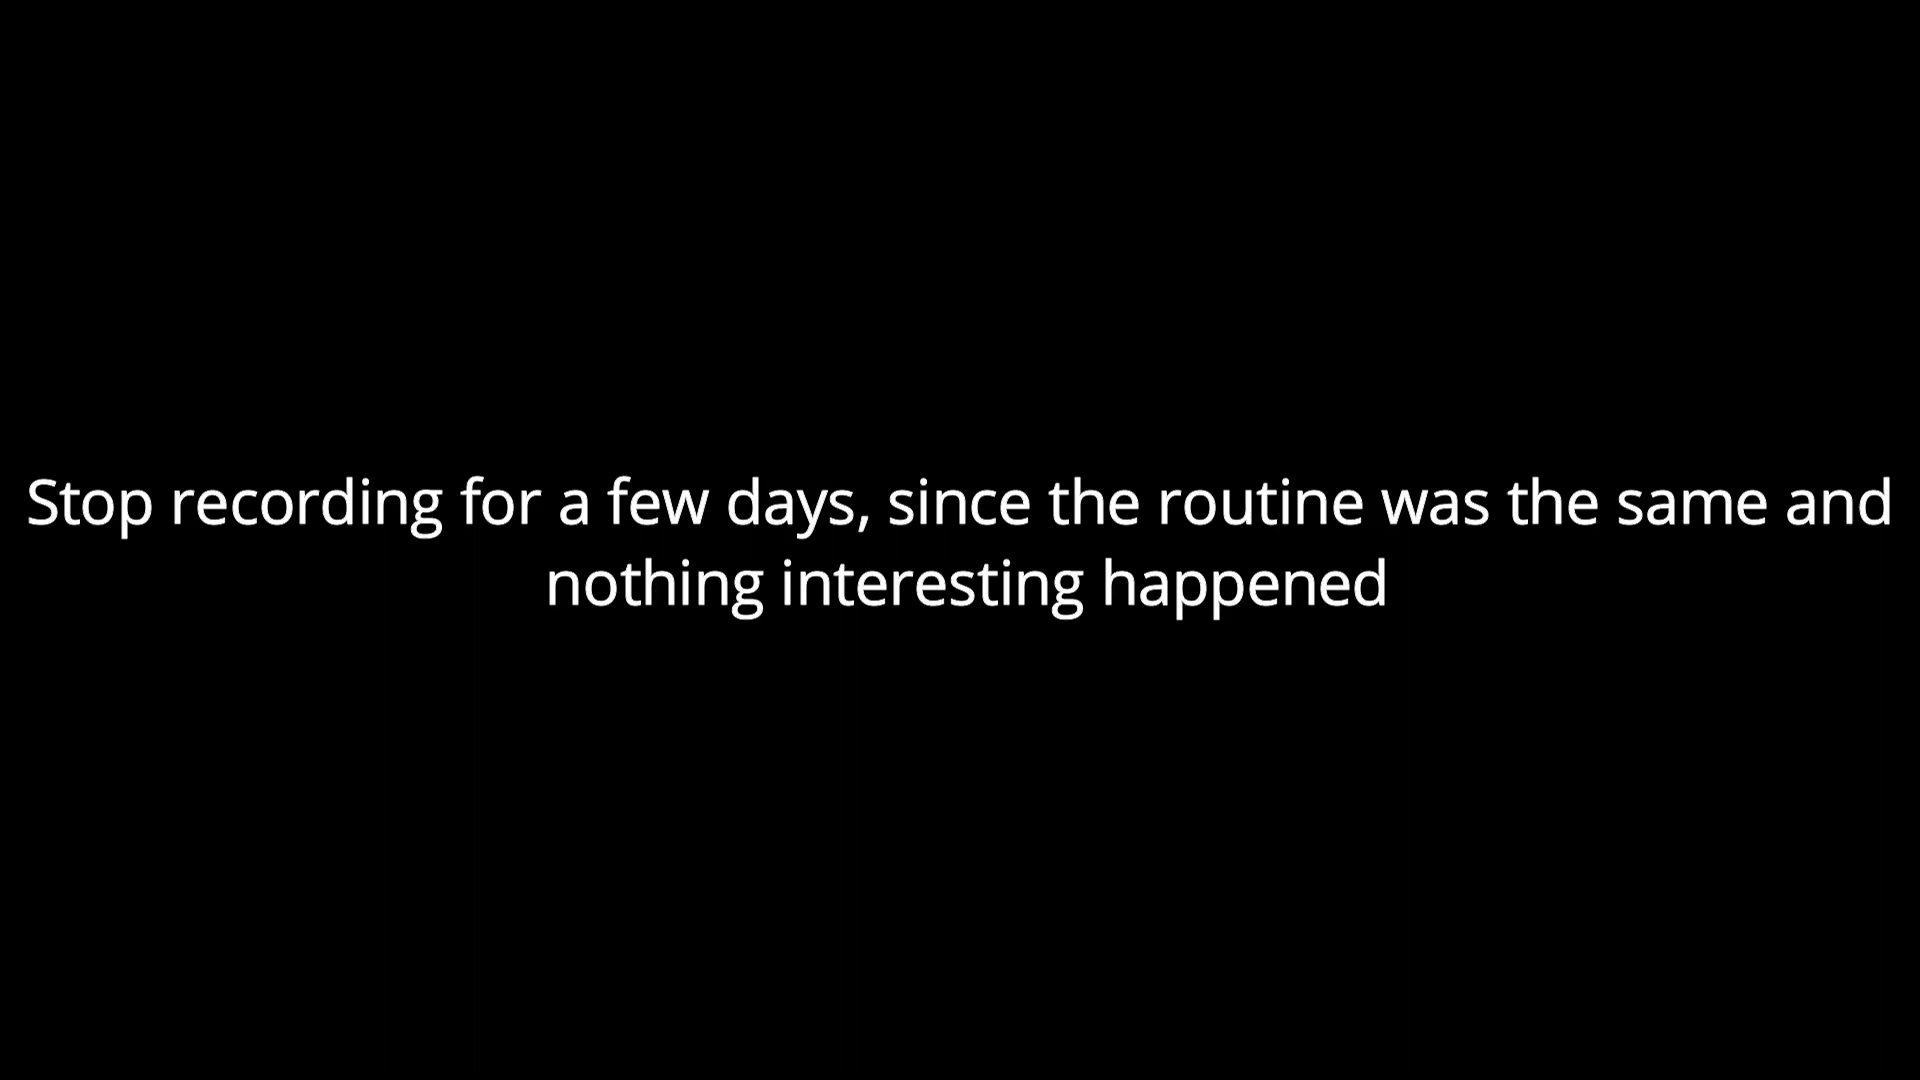 Stop recording for a few days, since the routine was the same and
nothing interesting happened